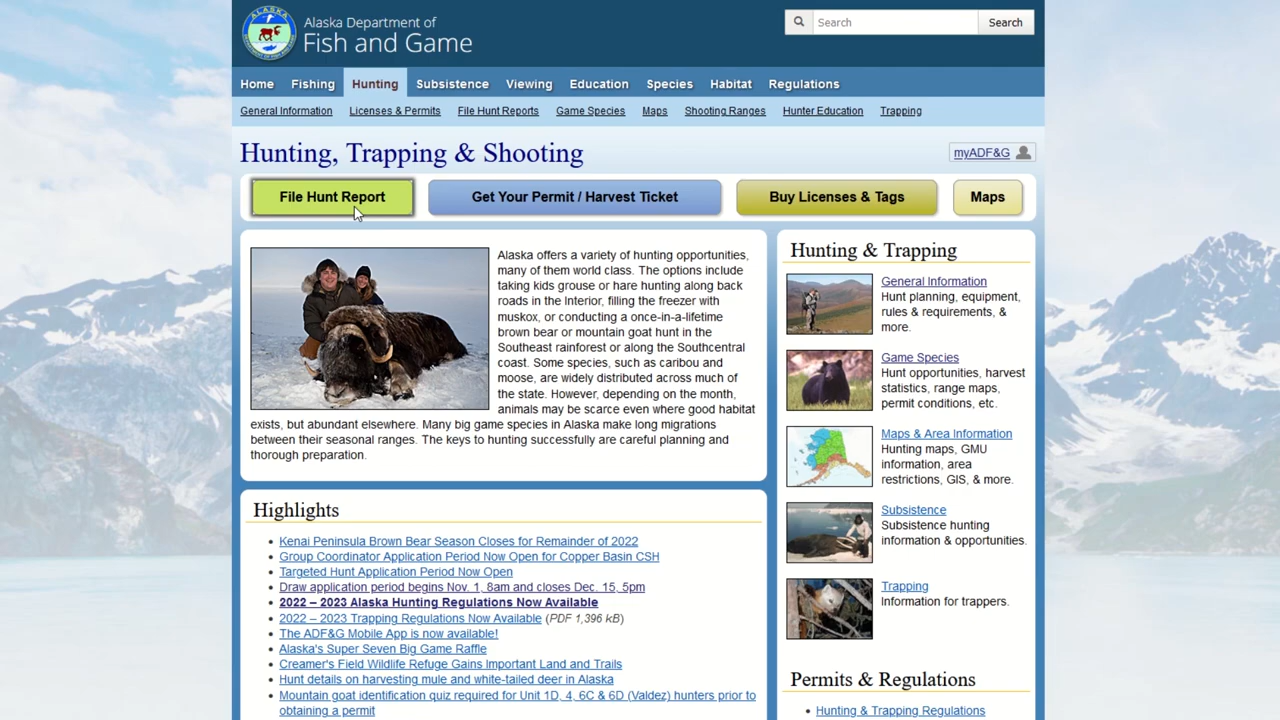 Alaska Department of
Fish and Game
Search
Search
Home Fishing Hunting Subsistence Viewing Education Species Habitat Regulations
General Information Licenses & Permits File Hunt Reports Game Species Maps Shooting Ranges Hunter Education Trapping
Hunting, Trapping & Shooting
myADF&G
File Hunt Report
Get Your Permit / Harvest Ticket
Buy Licenses & Tags
Maps
Alaska offers a variety of hunting opportunities,
many of them world class. The options include
taking kids grouse or hare hunting along back
roads in the Interior, filling the freezer with
muskox, or conducting a once-in-a-lifetime
brown bear or mountain goat hunt in the
Southeast rainforest or along the Southcentral
coast. Some species, such as caribou and
moose, are widely distributed across much of
the state. However, depending on the month,
animals may be scarce even where good habitat
exists, but abundant elsewhere. Many big game species in Alaska make long migrations
between their seasonal ranges. The keys to hunting successfully are careful planning and
thorough preparation.
Highlights
Kenai Peninsula Brown Bear Season Closes for Remainder of 2022
Group Coordinator Application Period Now Open for Copper Basin CSH
Targeted Hunt Application Period Now Open
Draw application period begins Nov. 1, 8am and closes Dec. 15, 5pm
2022 – 2023 Alaska Hunting Regulations Now Available
2022 – 2023 Trapping Regulations Now Available (PDF 1,396 kB)
The ADF&G Mobile App is now available!
Alaska's Super Seven Big Game Raffle
Creamer's Field Wildlife Refuge Gains Important Land and Trails
Hunt details on harvesting mule and white-tailed deer in Alaska
Mountain goat identification quiz required for Unit 1D, 4, 6C & 6D (Valdez) hunters prior to
obtaining a permit
Hunting & Trapping
General Information
Hunt planning, equipment,
rules & requirements, &
more.
Game Species
Hunt opportunities, harvest
statistics, range maps,
permit conditions, etc.
Maps & Area Information
Hunting maps, GMU
information, area
restrictions, GIS, & more.
Subsistence
Subsistence hunting
information & opportunities.
Trapping
Information for trappers.
Permits & Regulations
Hunting & Trapping Regulations